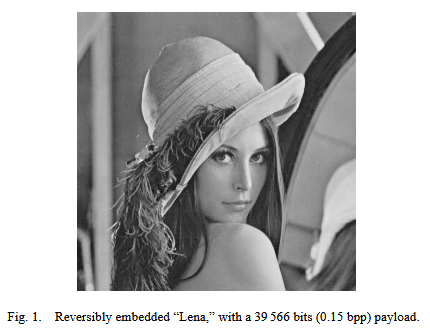 Fig. 1. Reversibly embedded “Lena,” with a 39 566 bits (0.15 bpp) payload.